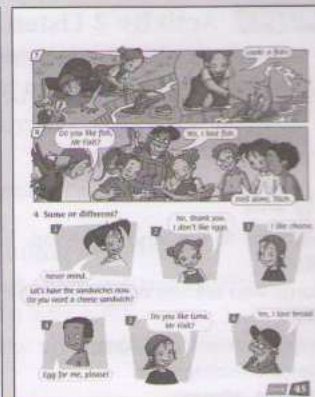 7
Look! a fish!
8
Do you like fish,
Mr Fixit?
Yes, I love fish.
Well done, Tison.
4 Same or different?
1
never mind.
Let's have the sandwiches now.
Do you want a cheese sandwich?
2
No, thank you.
I don't like eggs.
3
I like cheese.
4
Egg for me, please!
5
Do you like tuna,
Mr Fixit?
6
Yes, I love bread.
45